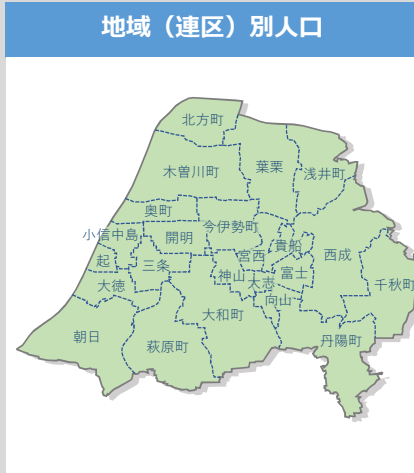 地域（連区）別人口
北方町
木曽川町
葉栗
浅井町
奥町
小信中島
開明
今伊勢町
宮西
貴船
西成
起
三条
神山
大志
富士
千秋町
大徳
大和町
向山
朝日
萩原町
丹陽町